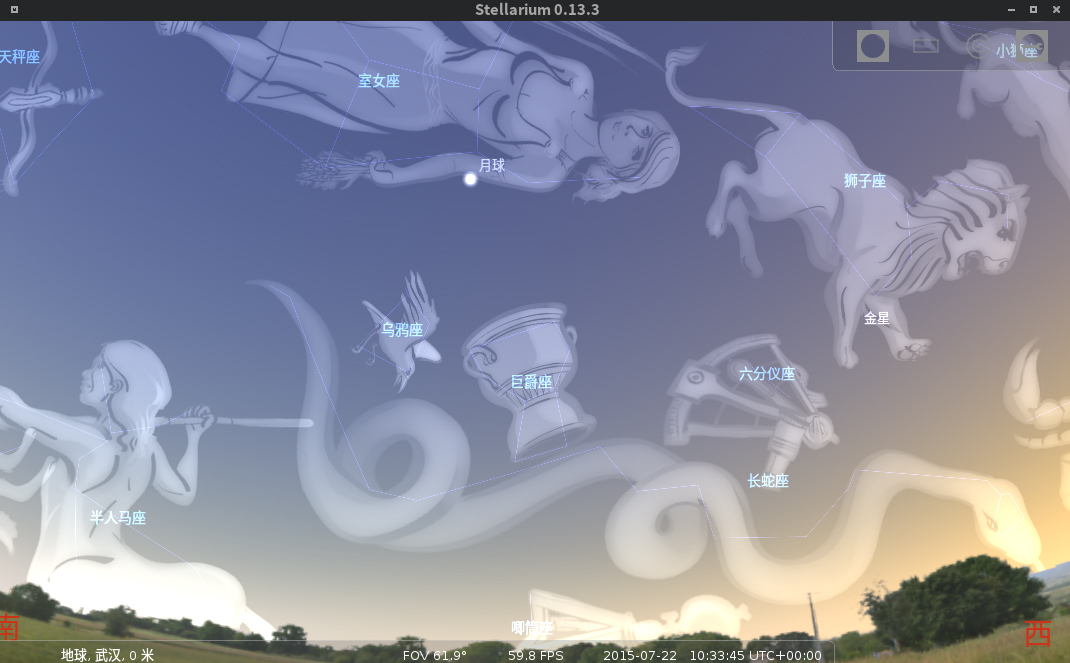 Stellarium 0.13.3
天秤座
小狮座
室女座
月球
狮子座
金星
乌鸦座
巨爵座
六分仪座
长蛇座
半人马座
唧筒座
南
西
地球, 武汉, 0 米 FOV 61.9° 59.8 FPS 2015-07-22 10:33:45 UTC+00:00